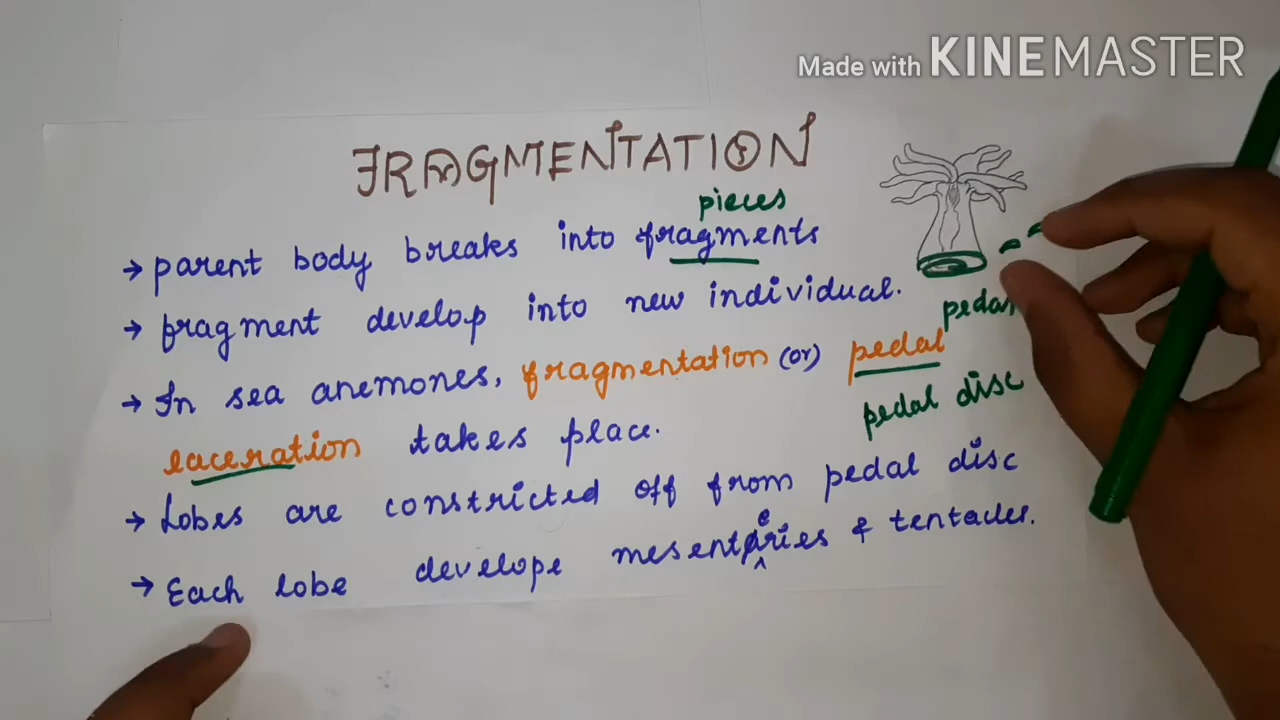 Made with KINEMASTER
FRAGMENTATION
pieces
→ parent body breaks into fragments
→ fragment develop into new individual.
pedal
→ In sea anemones, fragmentation (or) pedal
pedal disc
laceration takes place.
→ Lobes are constricted off from pedal disc
→ Each lobe develope mesenteries & tentacles.